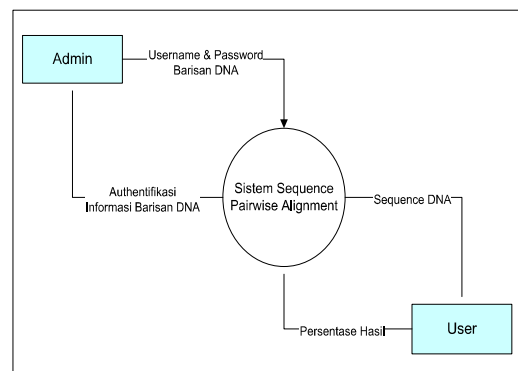 Admin
Username & Password
Barisan DNA
Authentifikasi
Informasi Barisan DNA
Sistem Sequence
Pairwise Alignment
Sequence DNA
Persentase Hasil
User